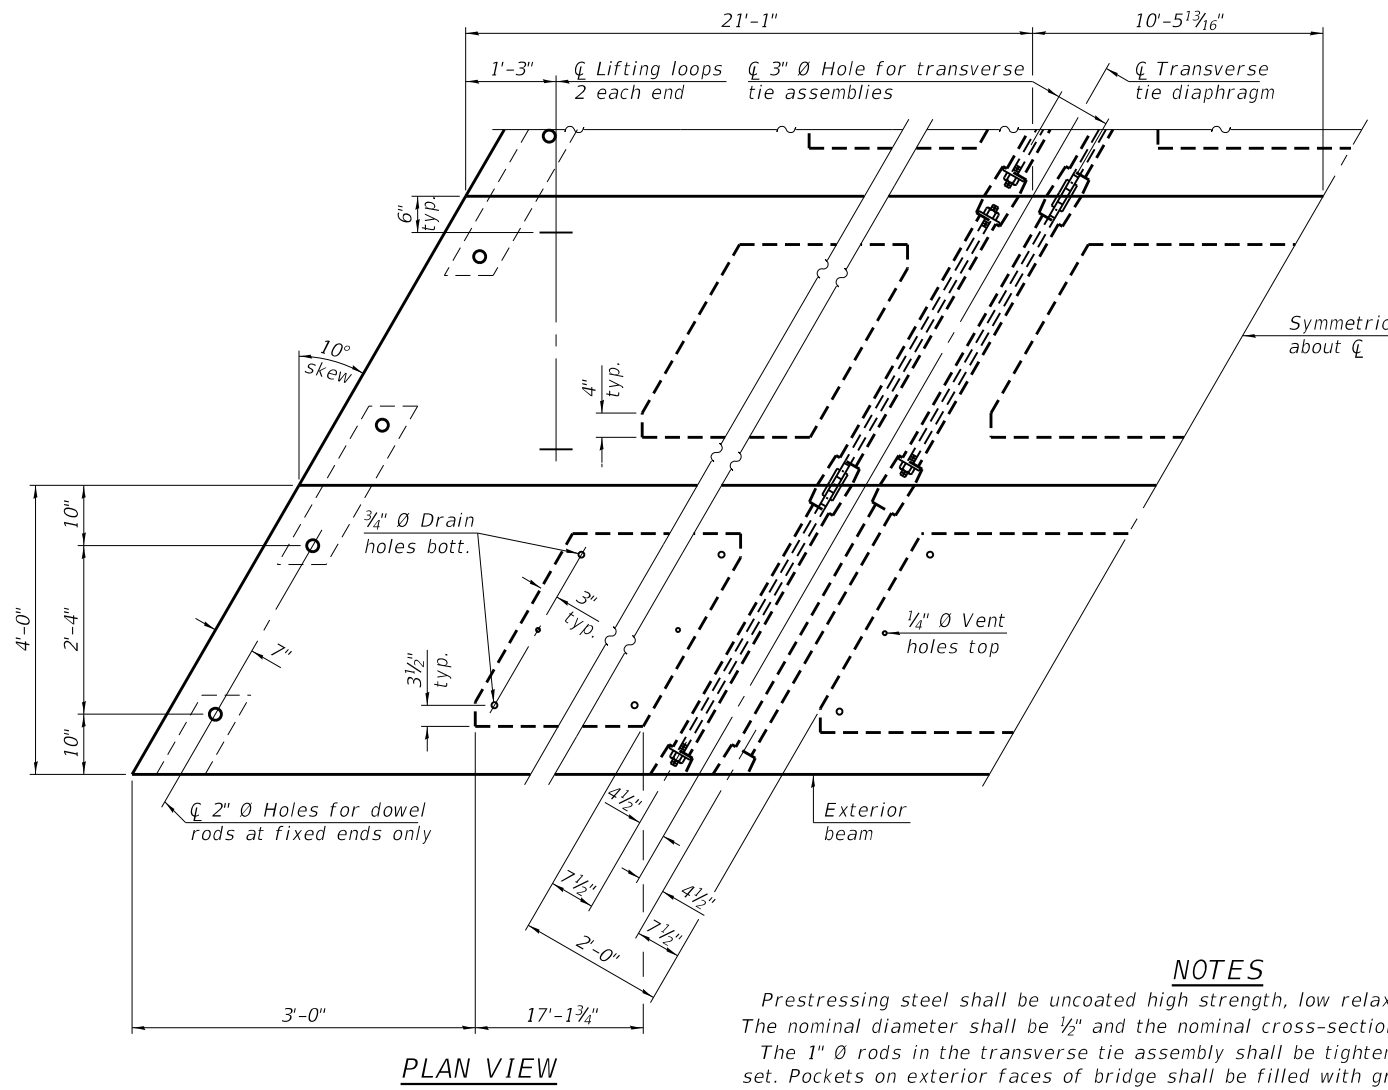 21'-1"
10'-5 13/16"
1'-3"
℄ Lifting loops
2 each end
℄ 3" Ø Hole for transverse
tie assemblies
℄ Transverse
tie diaphragm
6"
typ.
10°
skew
4"
typ.
Symmetric
about ℄
10"
2'-4"
10"
4'-0"
3/4" Ø Drain
holes bott.
3"
typ.
3 1/2"
typ.
7"
1/4" Ø Vent
holes top
℄ 2" Ø Holes for dowel
rods at fixed ends only
Exterior
beam
4 1/2"
7 1/2"
4 1/2"
7 1/2"
2'-0"
3'-0"
17'-1 3/4"
PLAN VIEW
NOTES
Prestressing steel shall be uncoated high strength, low relax
The nominal diameter shall be 1/2" and the nominal cross-section
The 1" Ø rods in the transverse tie assembly shall be tighten
set. Pockets on exterior faces of bridge shall be filled with gr